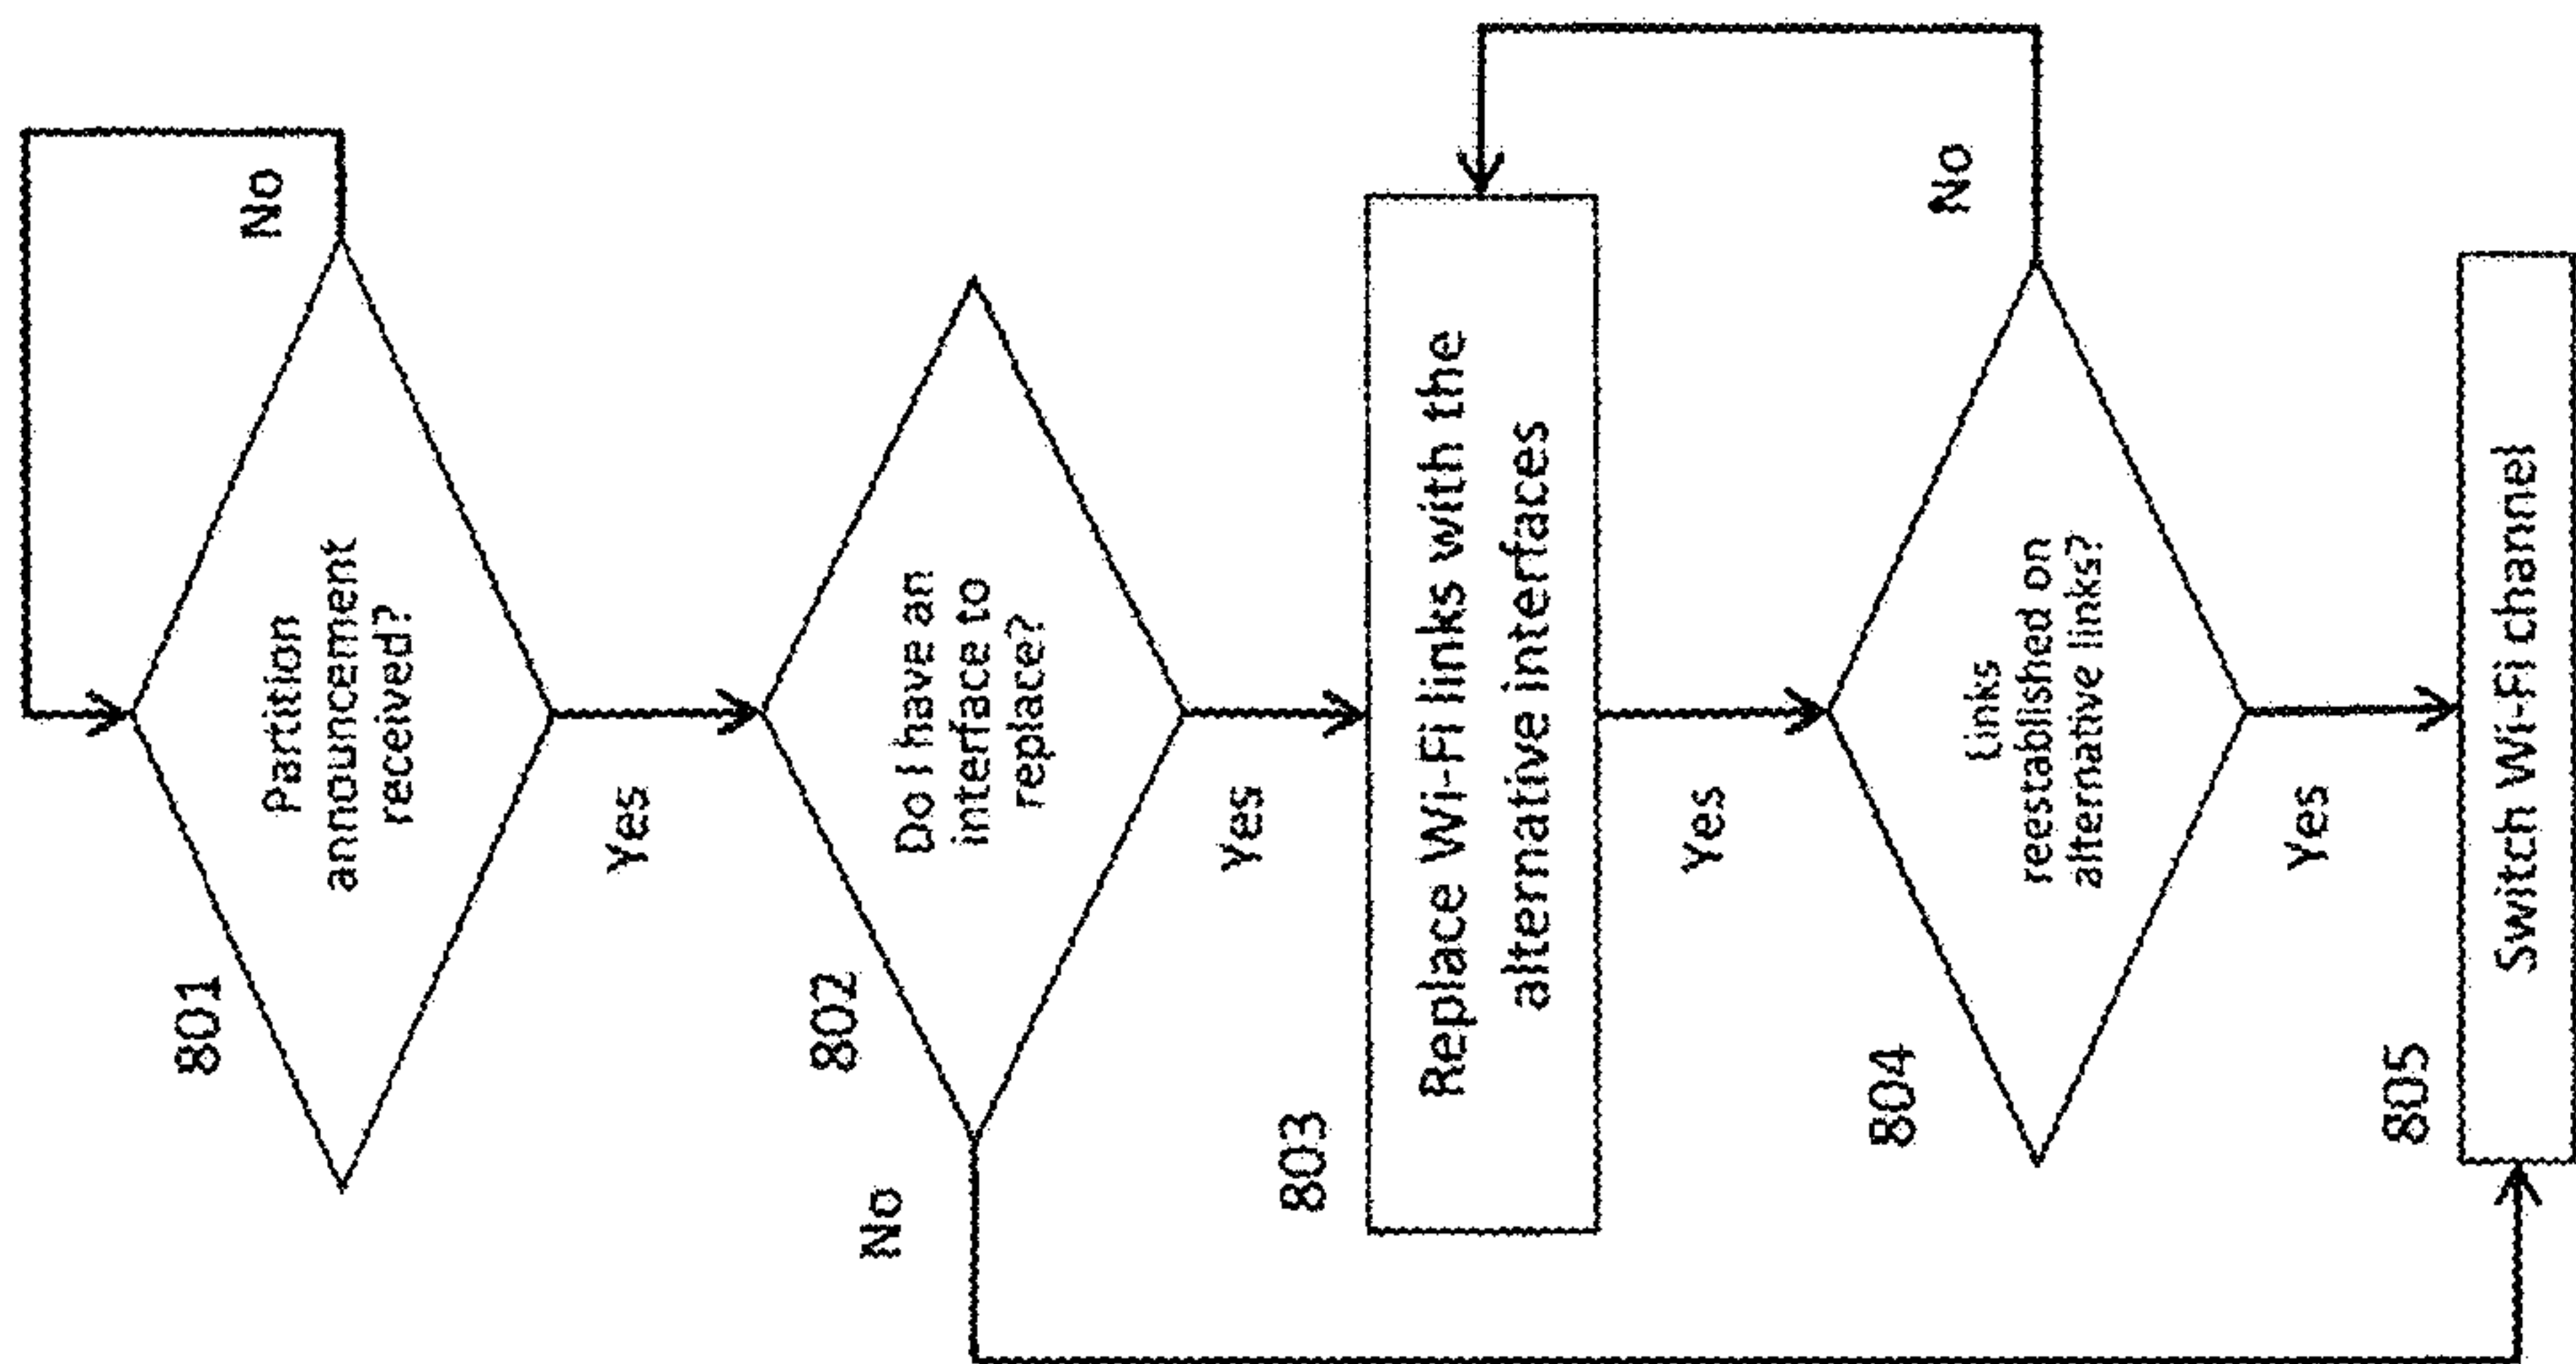 801
Partition
announcement
received?
No
Yes
802
Do I have an
interface to
replace?
No
Yes
803
Replace Wi-Fi links with the
alternative interfaces
Yes
804
Links
reestablished on
alternative links?
No
Yes
805
Switch Wi-Fi channel